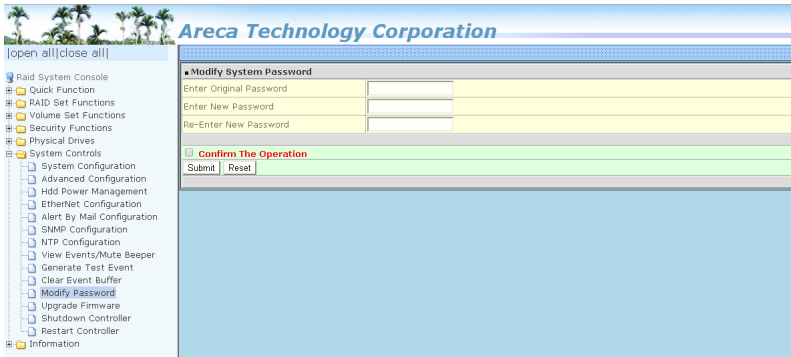 Areca Technology Corporation
|open all|close all|
Raid System Console
Quick Function
RAID Set Functions
Volume Set Functions
Security Functions
Physical Drives
System Controls
System Configuration
Advanced Configuration
Hdd Power Management
EtherNet Configuration
Alert By Mail Configuration
SNMP Configuration
NTP Configuration
View Events/Mute Beeper
Generate Test Event
Clear Event Buffer
Modify Password
Upgrade Firmware
Shutdown Controller
Restart Controller
Information
Modify System Password
Enter Original Password
Enter New Password
Re-Enter New Password
Confirm The Operation
Submit Reset